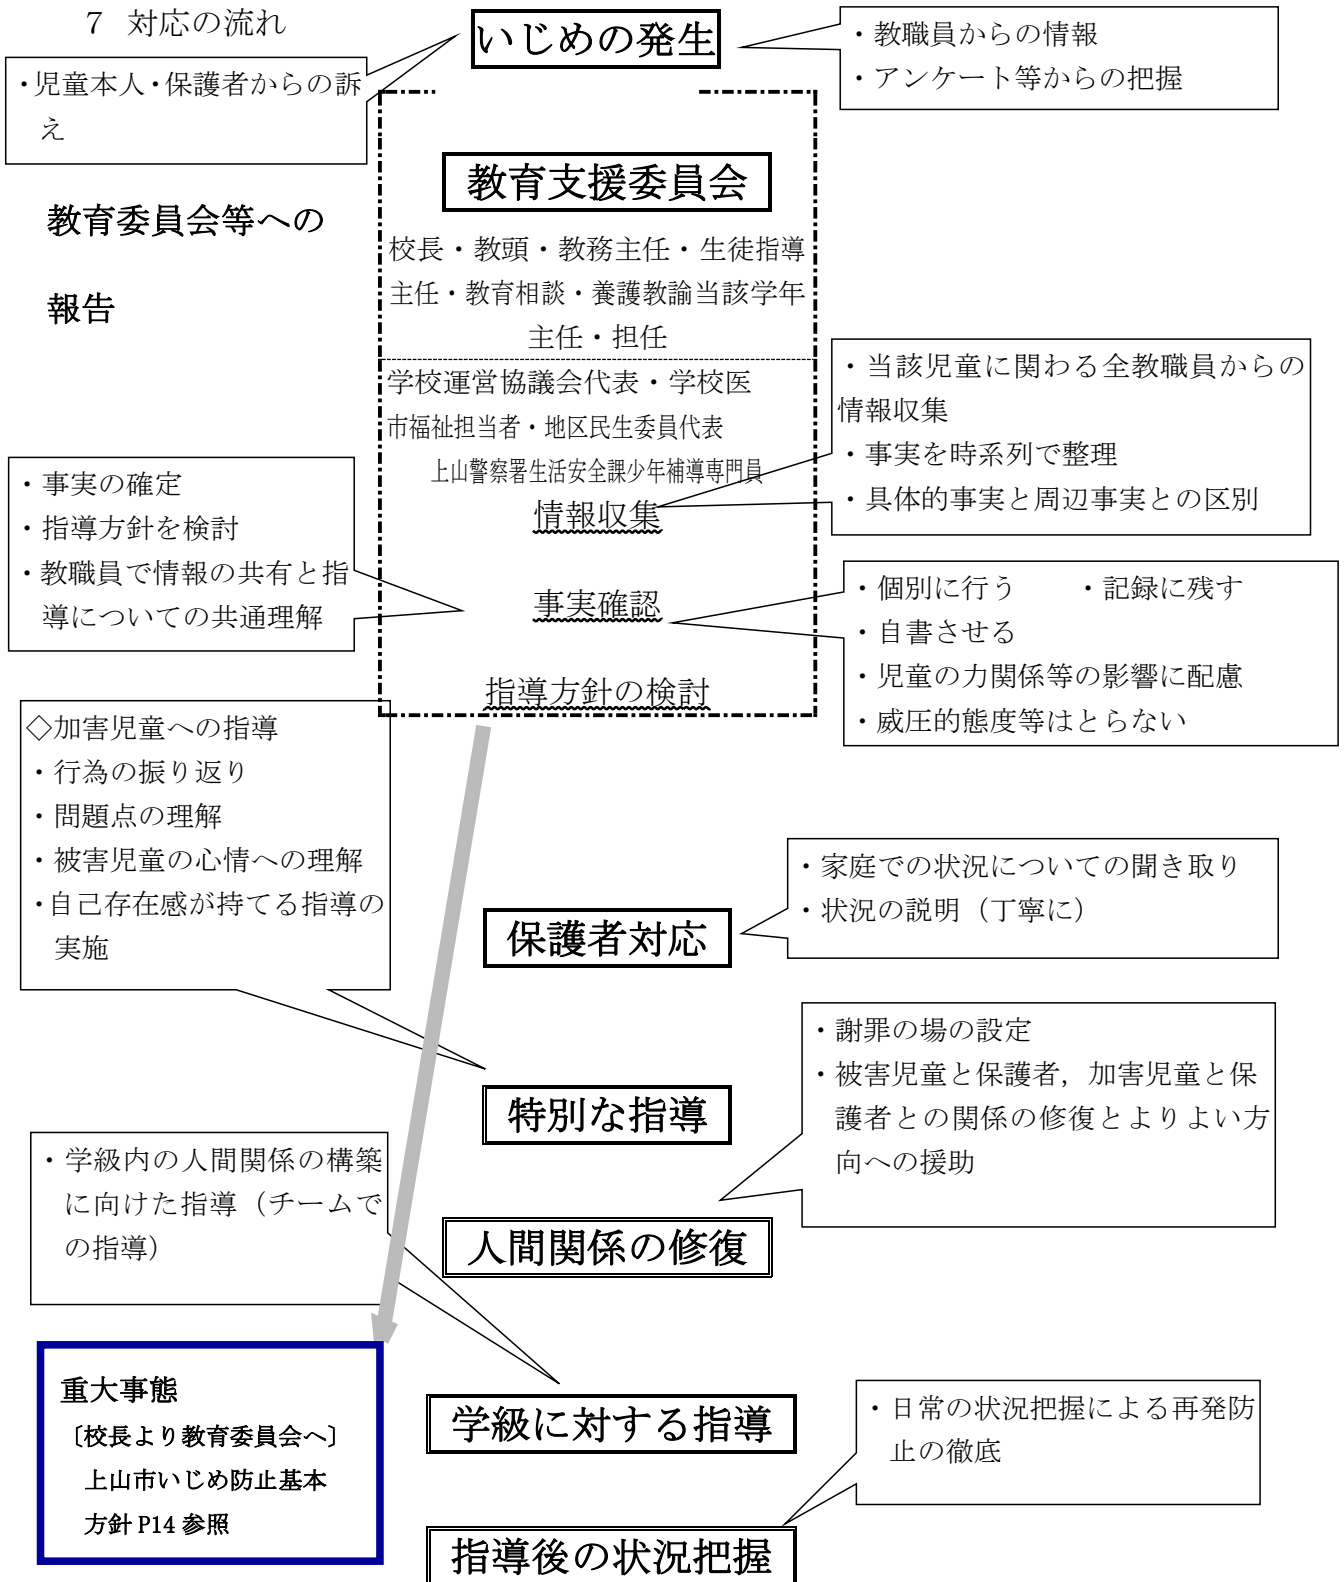 7　対応の流れ
いじめの発生
・教職員からの情報
・アンケート等からの把握
・児童本人・保護者からの訴
え
教育支援委員会
教育委員会等への
報告
校長・教頭・教務主任・生徒指導
主任・教育相談・養護教諭当該学年
主任・担任
学校運営協議会代表・学校医
市福祉担当者・地区民生委員代表
上山警察署生活安全課少年補導専門員
・当該児童に関わる全教職員からの
情報収集
・事実を時系列で整理
・具体的事実と周辺事実との区別
情報収集
・事実の確定
・指導方針を検討
・教職員で情報の共有と指
導についての共通理解
事実確認
・個別に行う　　・記録に残す
・自書させる
・児童の力関係等の影響に配慮
・威圧的態度等はとらない
指導方針の検討
◇加害児童への指導
・行為の振り返り
・問題点の理解
・被害児童の心情への理解
・自己存在感が持てる指導の
実施
・家庭での状況についての聞き取り
・状況の説明（丁寧に）
保護者対応
・謝罪の場の設定
・被害児童と保護者，加害児童と保
護者との関係の修復とよりよい方
向への援助
特別な指導
・学級内の人間関係の構築
に向けた指導（チームで
の指導）
人間関係の修復
重大事態
〔校長より教育委員会へ〕
上山市いじめ防止基本
方針 P14 参照
学級に対する指導
・日常の状況把握による再発防
止の徹底
指導後の状況把握